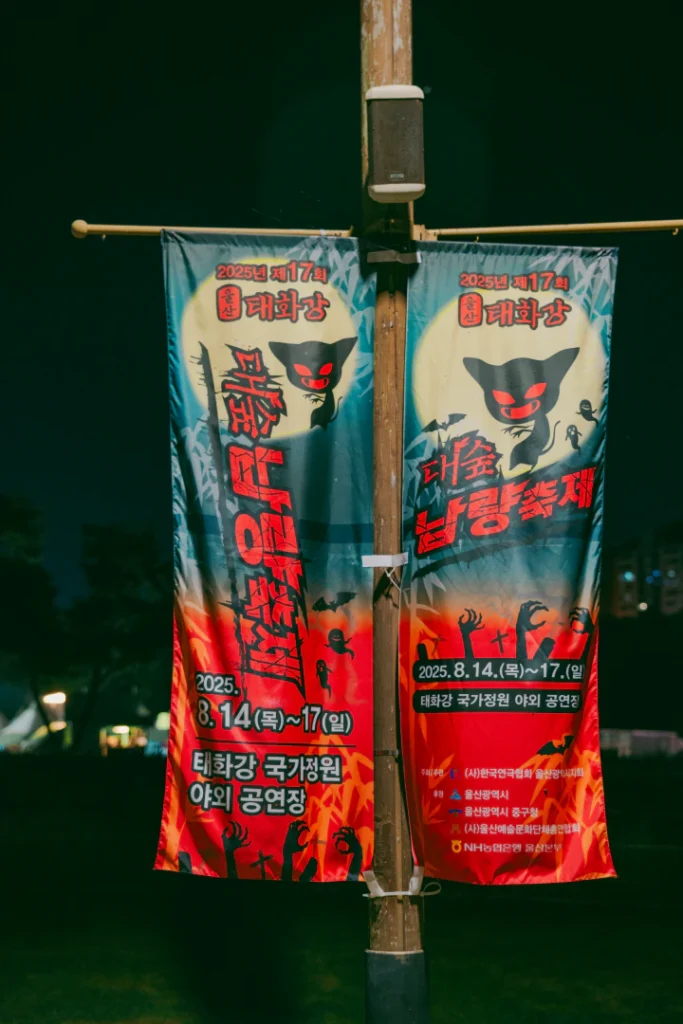 2025년 제17회
울산 태화강
대숲
납량축제
2025.
8.14(목)~17(일)
태화강 국가정원
야외 공연장
2025년 제17회
울산 태화강
대숲
납량축제
2025.8.14.(목)~17.(일
태화강 국가정원 야외 공연장
주최/주관 (사)한국연극협회 울산광역시지회
후원 울산광역시
울산광역시 중구청
(사)울산예술문화단체총연합회
NH농협은행 울산본부